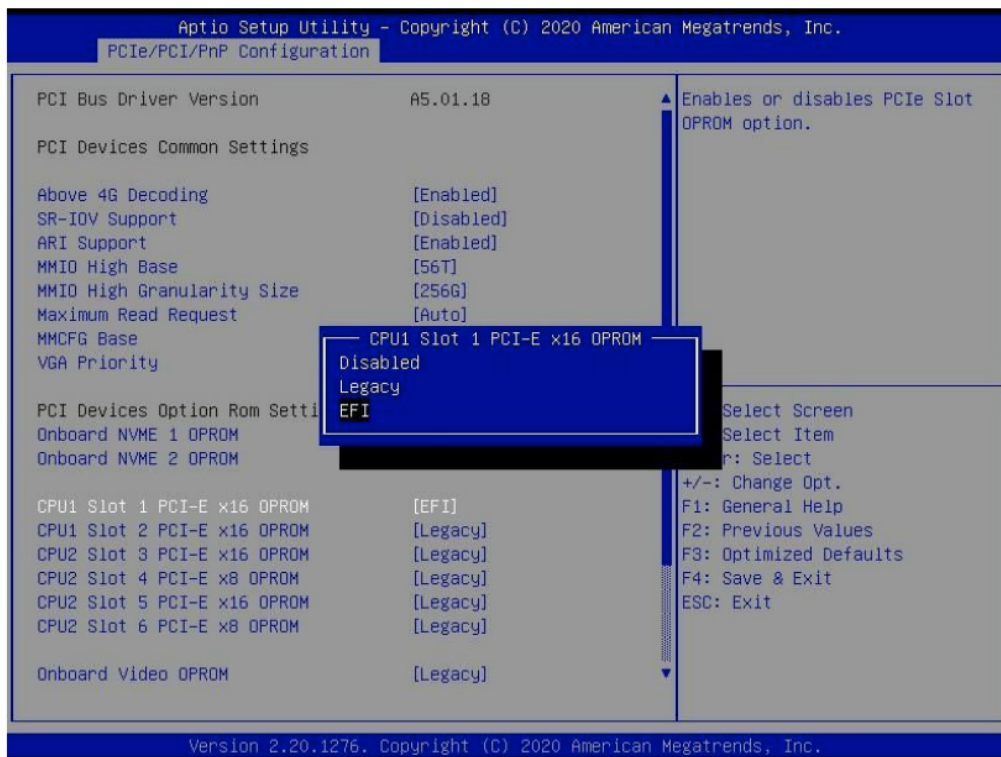 Aptio Setup Utility – Copyright (C) 2020 American Megatrends, Inc.
PCIe/PCI/PnP Configuration
PCI Bus Driver Version A5.01.18
PCI Devices Common Settings
Above 4G Decoding [Enabled]
SR-IOV Support [Disabled]
ARI Support [Enabled]
MMIO High Base [56T]
MMIO High Granularity Size [256G]
Maximum Read Request [Auto]
MMCFG Base
VGA Priority
PCI Devices Option Rom Setti
Onboard NVME 1 OPROM
Onboard NVME 2 OPROM
CPU1 Slot 1 PCI-E x16 OPROM [EFI]
CPU1 Slot 2 PCI-E x16 OPROM [Legacy]
CPU2 Slot 3 PCI-E x16 OPROM [Legacy]
CPU2 Slot 4 PCI-E x8 OPROM [Legacy]
CPU2 Slot 5 PCI-E x16 OPROM [Legacy]
CPU2 Slot 6 PCI-E x8 OPROM [Legacy]
Onboard Video OPROM [Legacy]
CPU1 Slot 1 PCI-E x16 OPROM
Disabled
Legacy
EFI
Enables or disables PCIe Slot
OPROM option.
Select Screen
Select Item
r: Select
+/-: Change Opt.
F1: General Help
F2: Previous Values
F3: Optimized Defaults
F4: Save & Exit
ESC: Exit
Version 2.20.1276. Copyright (C) 2020 American Megatrends, Inc.